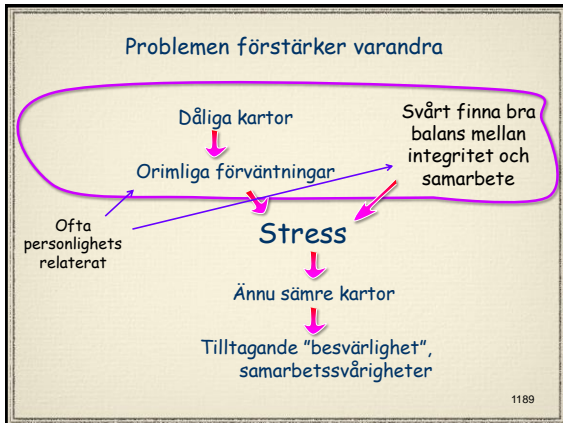 Problemen förstärker varandra
Dåliga kartor
Orimliga förväntningar
Svårt finna bra
balans mellan
integritet och
samarbete
Ofta
personlighets
relaterat
Stress
Ännu sämre kartor
Tilltagande ”besvärlighet”,
samarbetssvårigheter
1189